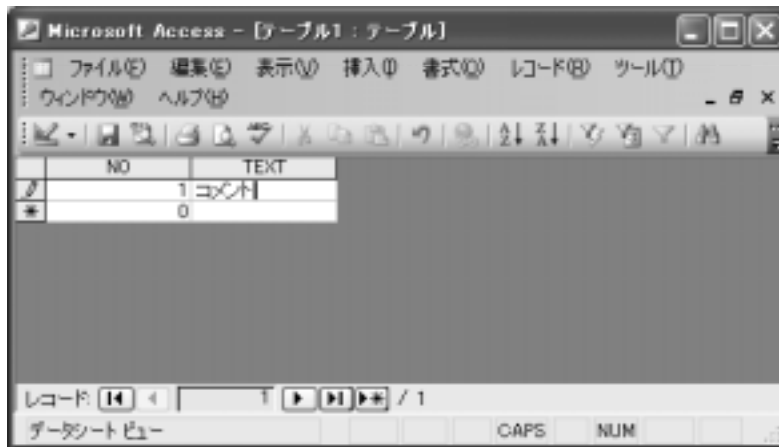 Microsoft Access - [テーブル1 : テーブル]
ファイル(F) 編集(E) 表示(V) 挿入(I) 書式(O) レコード(R) ツール(T)
ウィンドウ(W) ヘルプ(H)
NO TEXT
1 コメント
0
レコード: 1 / 1
データシート ビュー CAPS NUM